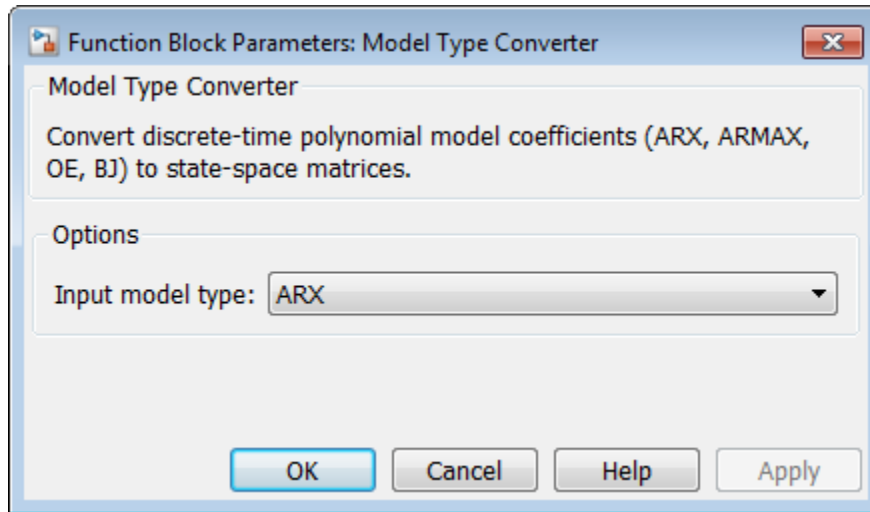 Function Block Parameters: Model Type Converter
Model Type Converter
Convert discrete-time polynomial model coefficients (ARX, ARMAX,
OE, BJ) to state-space matrices.
Options
Input model type: ARX
OK Cancel Help Apply